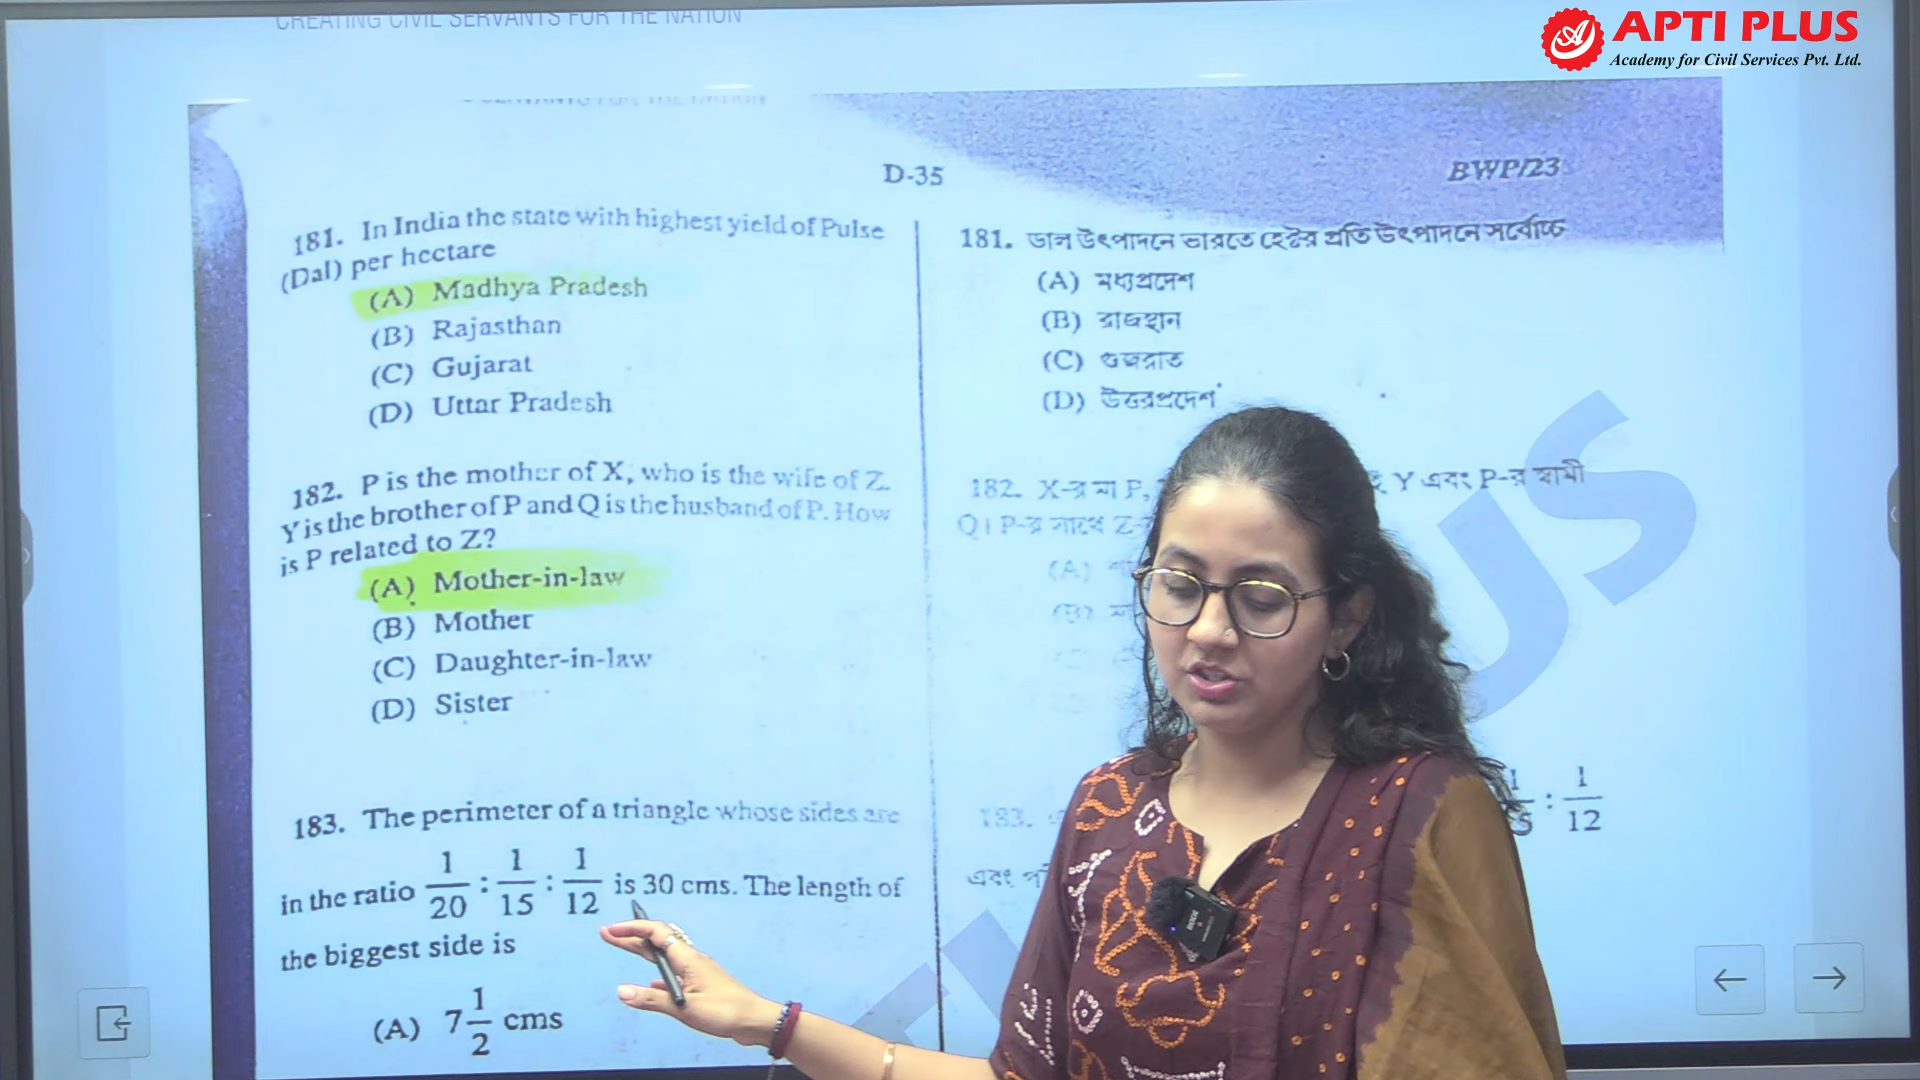 CREATING CIVIL SERVANTS FOR THE NATION
APTI PLUS
Academy for Civil Services Pvt. Ltd.
D-35
BWP/23
181. In India the state with highest yield of Pulse
(Dal) per hectare
(A) Madhya Pradesh
(B) Rajasthan
(C) Gujarat
(D) Uttar Pradesh
182. P is the mother of X, who is the wife of Z.
Y is the brother of P and Q is the husband of P. How
is P related to Z?
(A) Mother-in-law
(B) Mother
(C) Daughter-in-law
(D) Sister
183. The perimeter of a triangle whose sides are
in the ratio 1/20 : 1/15 : 1/12 is 30 cms. The length of
the biggest side is
(A) 7 1/2 cms
181. ডাল উৎপাদনে ভারতে হেক্টর প্রতি উৎপাদনে সর্বোচ্চ
(A) মধ্যপ্রদেশ
(B) রাজস্থান
(C) গুজরাত
(D) উত্তরপ্রদেশ
182. X-র মা P,
Y এবং P-র স্বামী
Q। P-র সাথে
(A)
(B)
183.
: 1/12
এবং